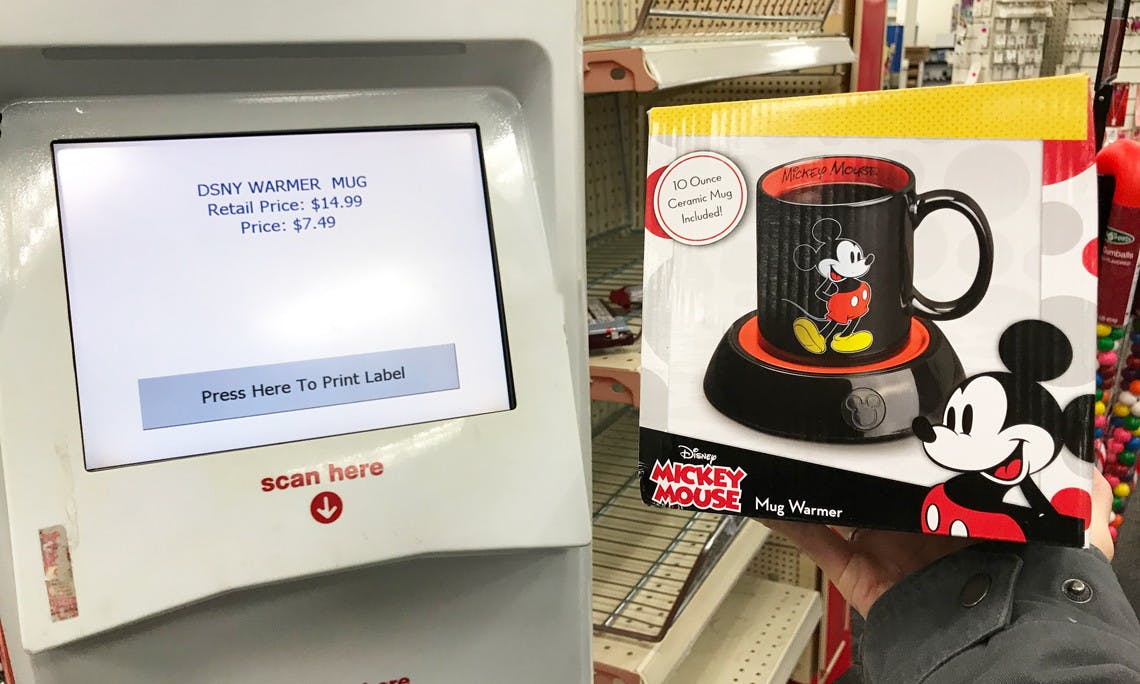 DSNY WARMER MUG
Retail Price: $14.99
Price: $7.49
Press Here To Print Label
scan here
10 Ounce
Ceramic Mug
Included!
Mickey Mouse
Disney
MICKEY
MOUSE
Mug Warmer